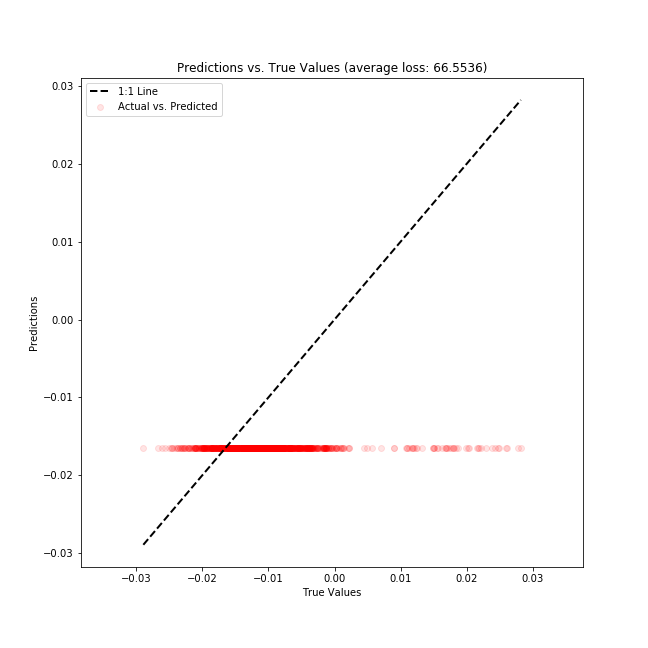 Predictions vs. True Values (average loss: 66.5536)
1:1 Line
Actual vs. Predicted
0.03
0.02
0.01
0.00
−0.01
−0.02
−0.03
Predictions
−0.03 −0.02 −0.01 0.00 0.01 0.02 0.03
True Values